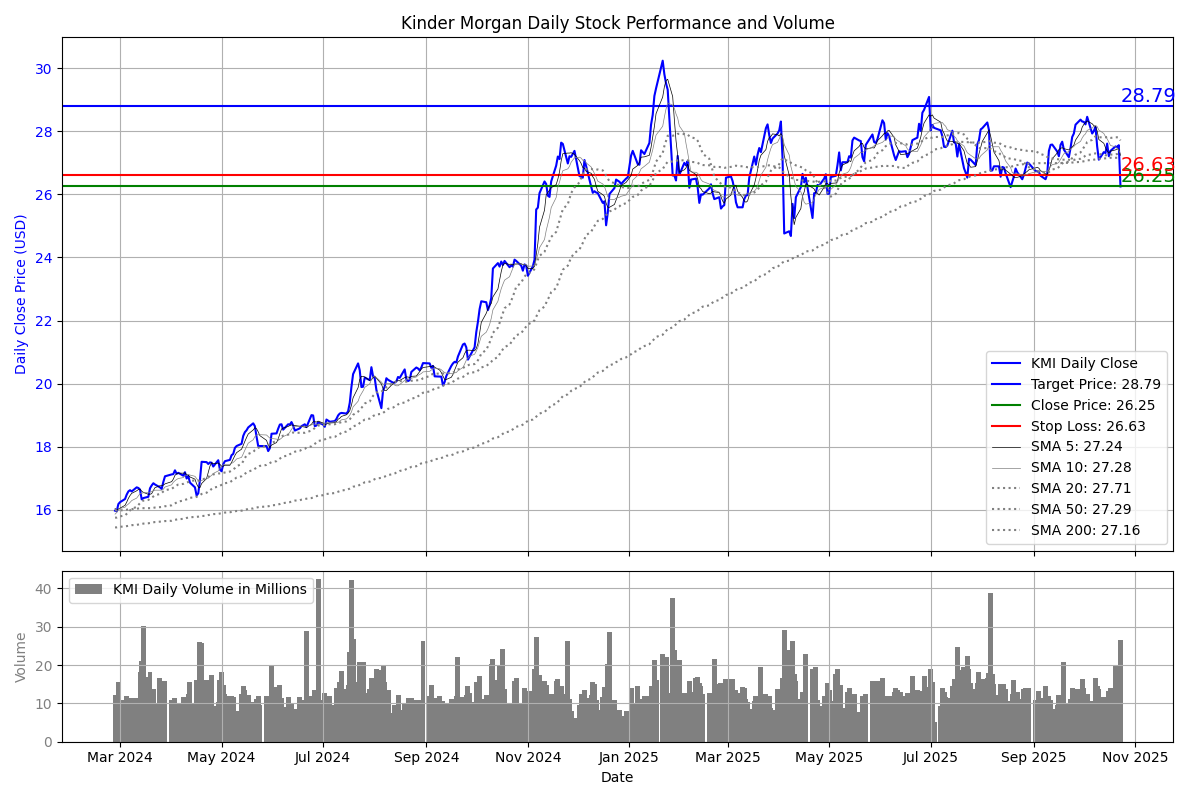 Kinder Morgan Daily Stock Performance and Volume
Daily Close Price (USD)
30
28
26
24
22
20
18
16
28.79
26.63
26.25
KMI Daily Close
Target Price: 28.79
Close Price: 26.25
Stop Loss: 26.63
SMA 5: 27.24
SMA 10: 27.28
SMA 20: 27.71
SMA 50: 27.29
SMA 200: 27.16
Volume
40
30
20
10
0
KMI Daily Volume in Millions
Mar 2024 May 2024 Jul 2024 Sep 2024 Nov 2024 Jan 2025 Mar 2025 May 2025 Jul 2025 Sep 2025 Nov 2025
Date